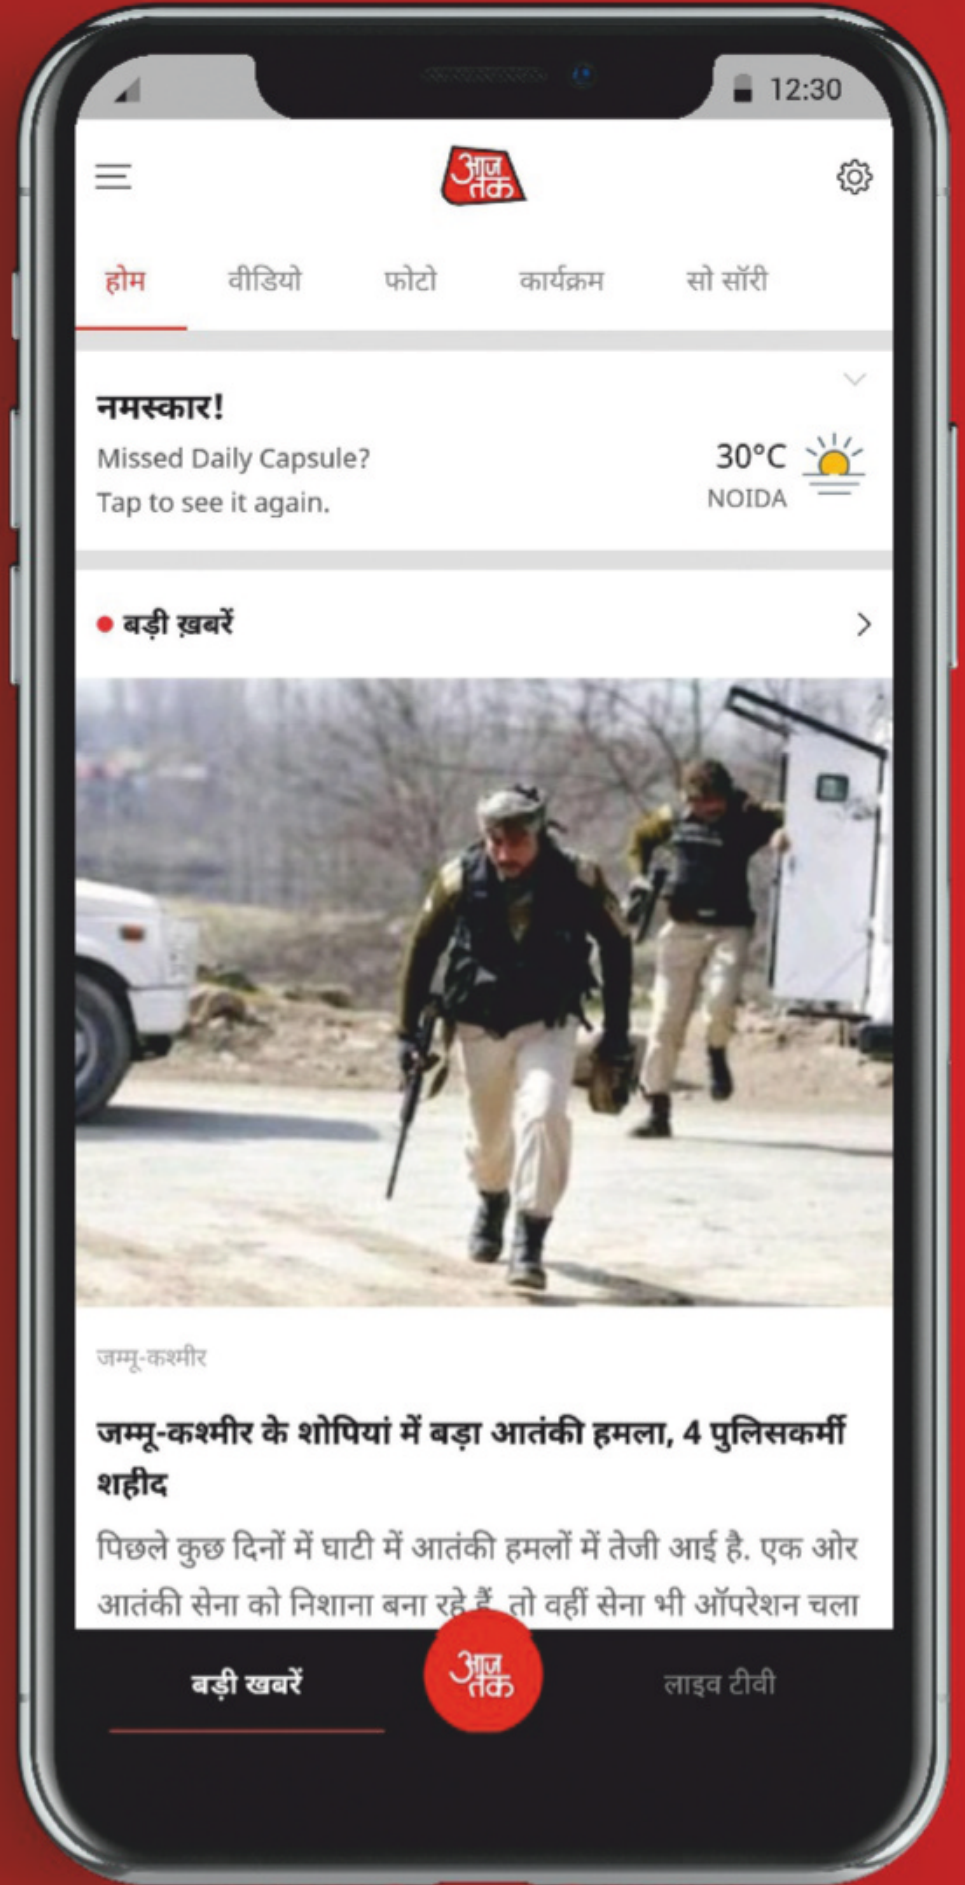 12:30
आज
तक
होम वीडियो फोटो कार्यक्रम सो सॉरी
नमस्कार!
Missed Daily Capsule?
Tap to see it again.
30°C
NOIDA
बड़ी ख़बरें
जम्मू-कश्मीर
जम्मू-कश्मीर के शोपियां में बड़ा आतंकी हमला, 4 पुलिसकर्मी
शहीद
पिछले कुछ दिनों में घाटी में आतंकी हमलों में तेजी आई है. एक ओर
आतंकी सेना को निशाना बना रहे हैं, तो वहीं सेना भी ऑपरेशन चला
बड़ी खबरें
आज
तक
लाइव टीवी